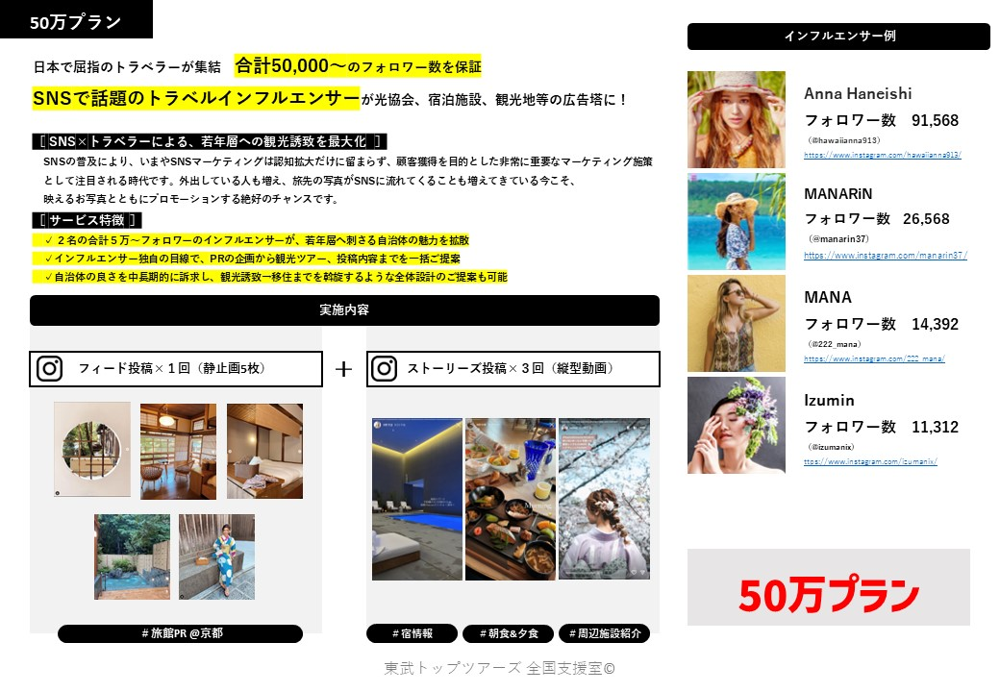 50万プラン
日本で屈指のトラベラーが集結　合計50,000～のフォロワー数を保証
SNSで話題のトラベルインフルエンサーが光協会、宿泊施設、観光地等の広告塔に！
［SNS×トラベラーによる、若年層への観光誘致を最大化 ］
SNSの普及により、いまやSNSマーケティングは認知拡大だけに留まらず、顧客獲得を目的とした非常に重要なマーケティング施策
として注目される時代です。外出している人も増え、旅先の写真がSNSに流れてくることも増えてきている今こそ、
映えるお写真とともにプロモーションする絶好のチャンスです。
［サービス特徴 ］
✓ ２名の合計５万～フォロワーのインフルエンサーが、若年層へ刺さる自治体の魅力を拡散
✓インフルエンサー独自の目線で、PRの企画から観光ツアー、投稿内容までを一括ご提案
✓自治体の良さを中長期的に訴求し、観光誘致ー移住までを斡旋するような全体設計のご提案も可能
実施内容
フィード投稿×１回（静止画5枚）
＋
ストーリーズ投稿×３回（縦型動画）
＃旅館PR @京都
＃宿情報
＃朝食&夕食
＃周辺施設紹介
インフルエンサー例
Anna Haneishi
フォロワー数　91,568
（@hawaiianna913）
https://www.instagram.com/hawaiianna913/
MANARiN
フォロワー数　26,568
（@manarin37）
https://www.instagram.com/manarin37/
MANA
フォロワー数　14,392
（@222_mana）
https://www.instagram.com/222_mana/
Izumin
フォロワー数　11,312
（@izumanix）
ttps://www.instagram.com/izumanix/
50万プラン
東武トップツアーズ 全国支援室©